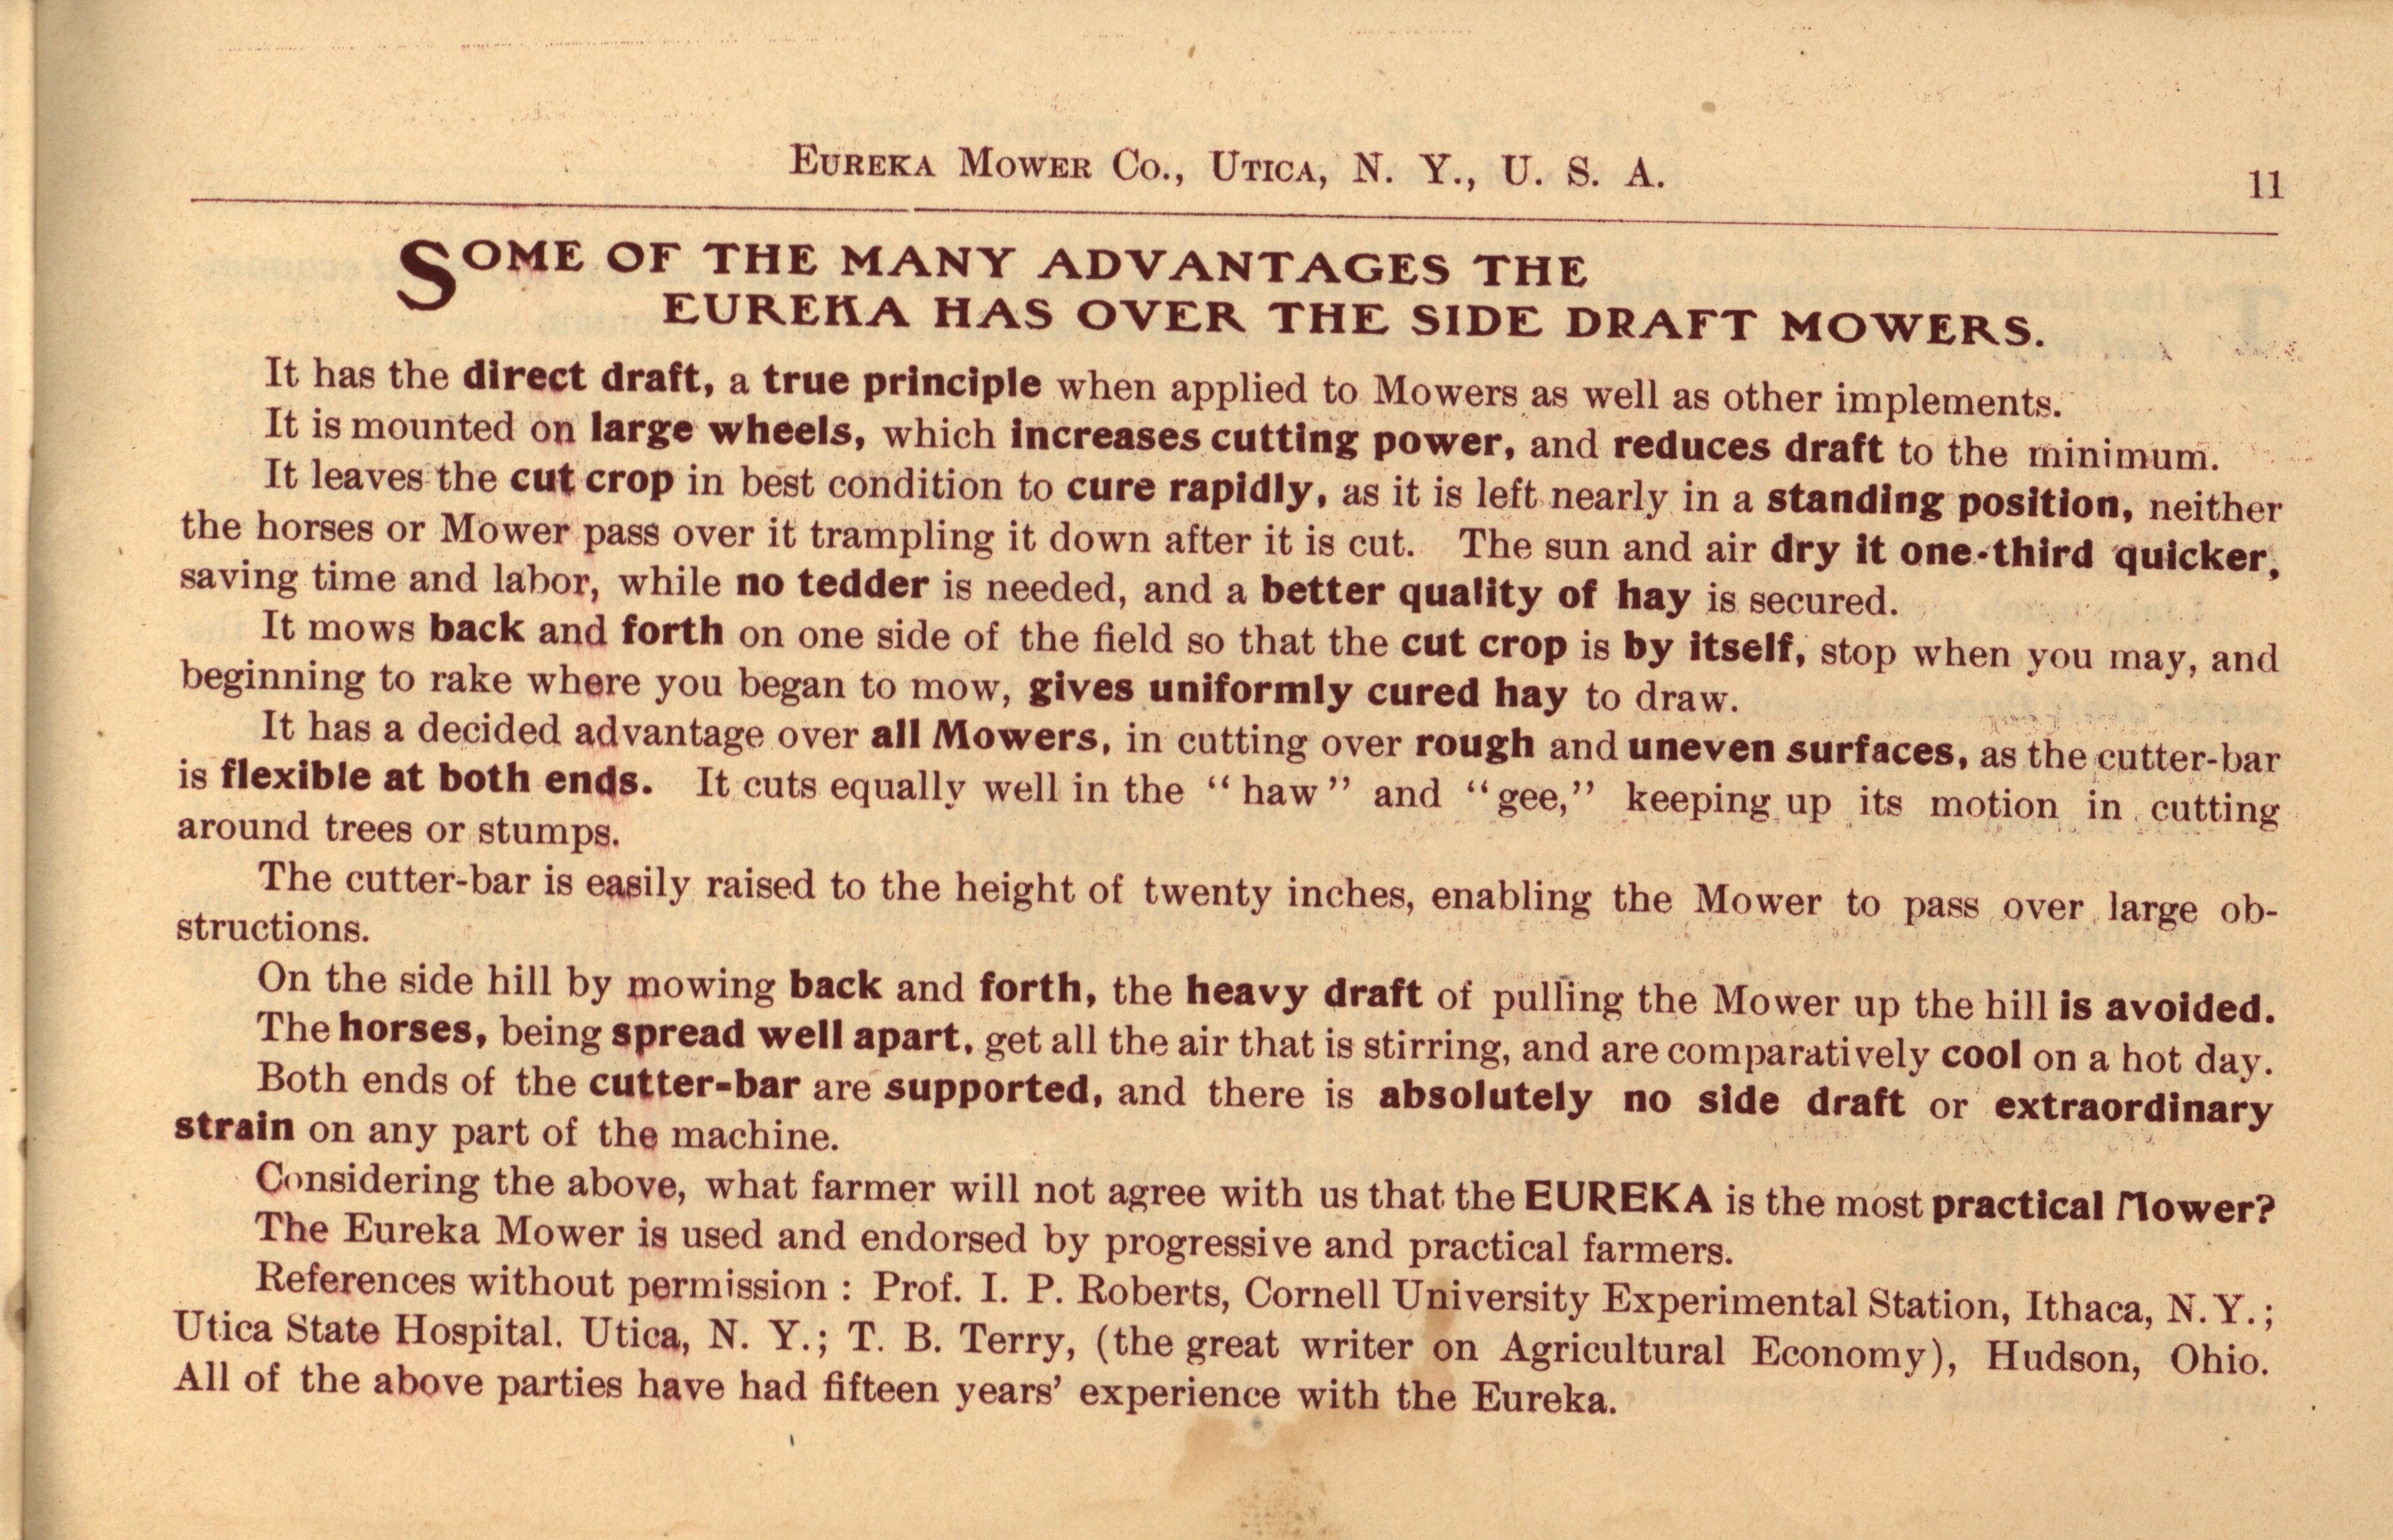 Eureka Mower Co., Utica, N. Y., U. S. A.
11
SOME OF THE MANY ADVANTAGES THE
EUREKA HAS OVER THE SIDE DRAFT MOWERS.
It has the direct draft, a true principle when applied to Mowers as well as other implements.
It is mounted on large wheels, which increases cutting power, and reduces draft to the minimum.
It leaves the cut crop in best condition to cure rapidly, as it is left nearly in a standing position, neither
the horses or Mower pass over it trampling it down after it is cut. The sun and air dry it one-third quicker,
saving time and labor, while no tedder is needed, and a better quality of hay is secured.
It mows back and forth on one side of the field so that the cut crop is by itself, stop when you may, and
beginning to rake where you began to mow, gives uniformly cured hay to draw.
It has a decided advantage over all Mowers, in cutting over rough and uneven surfaces, as the cutter-bar
is flexible at both ends. It cuts equally well in the "haw" and "gee," keeping up its motion in cutting
around trees or stumps.
The cutter-bar is easily raised to the height of twenty inches, enabling the Mower to pass over large ob-
structions.
On the side hill by mowing back and forth, the heavy draft of pulling the Mower up the hill is avoided.
The horses, being spread well apart, get all the air that is stirring, and are comparatively cool on a hot day.
Both ends of the cutter-bar are supported, and there is absolutely no side draft or extraordinary
strain on any part of the machine.
Considering the above, what farmer will not agree with us that the EUREKA is the most practical Mower?
The Eureka Mower is used and endorsed by progressive and practical farmers.
References without permission : Prof. I. P. Roberts, Cornell University Experimental Station, Ithaca, N. Y.;
Utica State Hospital. Utica, N. Y.; T. B. Terry, (the great writer on Agricultural Economy), Hudson, Ohio.
All of the above parties have had fifteen years' experience with the Eureka.